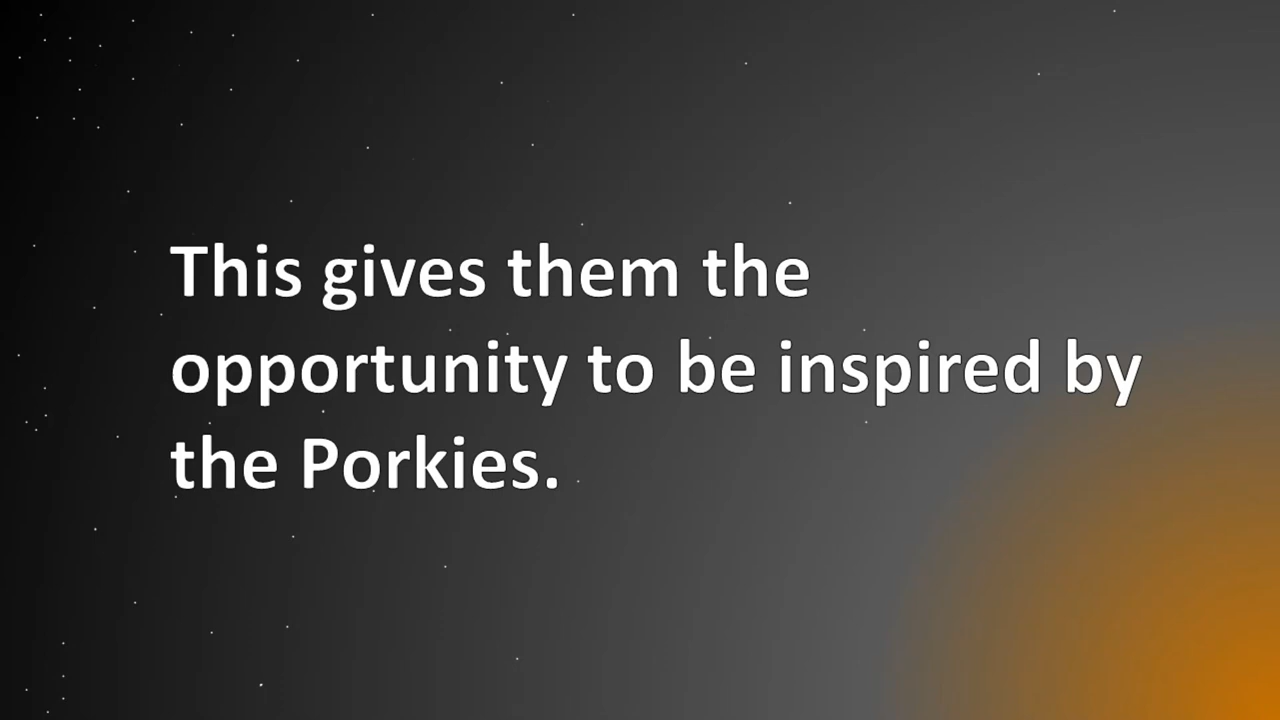 This gives them the
opportunity to be inspired by
the Porkies.